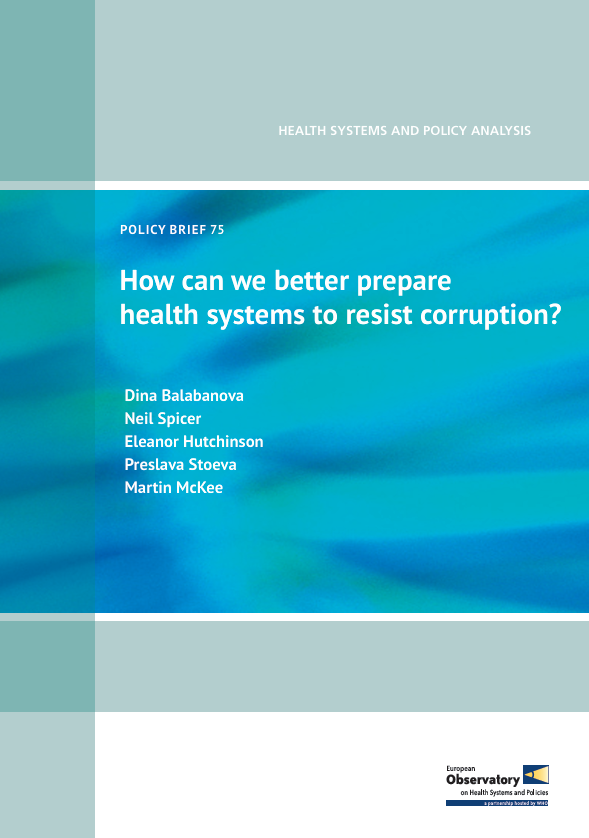 HEALTH SYSTEMS AND POLICY ANALYSIS
POLICY BRIEF 75
How can we better prepare
health systems to resist corruption?
Dina Balabanova
Neil Spicer
Eleanor Hutchinson
Preslava Stoeva
Martin McKee
European
Observatory
on Health Systems and Policies
a partnership hosted by WHO